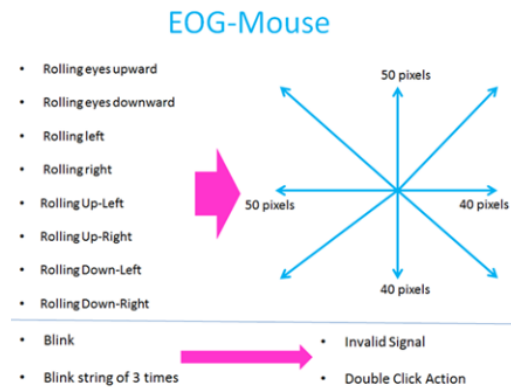 EOG-Mouse
• Rolling eyes upward
• Rolling eyes downward
• Rolling left
• Rolling right
• Rolling Up-Left
• Rolling Up-Right
• Rolling Down-Left
• Rolling Down-Right
50 pixels
50 pixels
40 pixels
40 pixels
• Blink
• Blink string of 3 times
• Invalid Signal
• Double Click Action